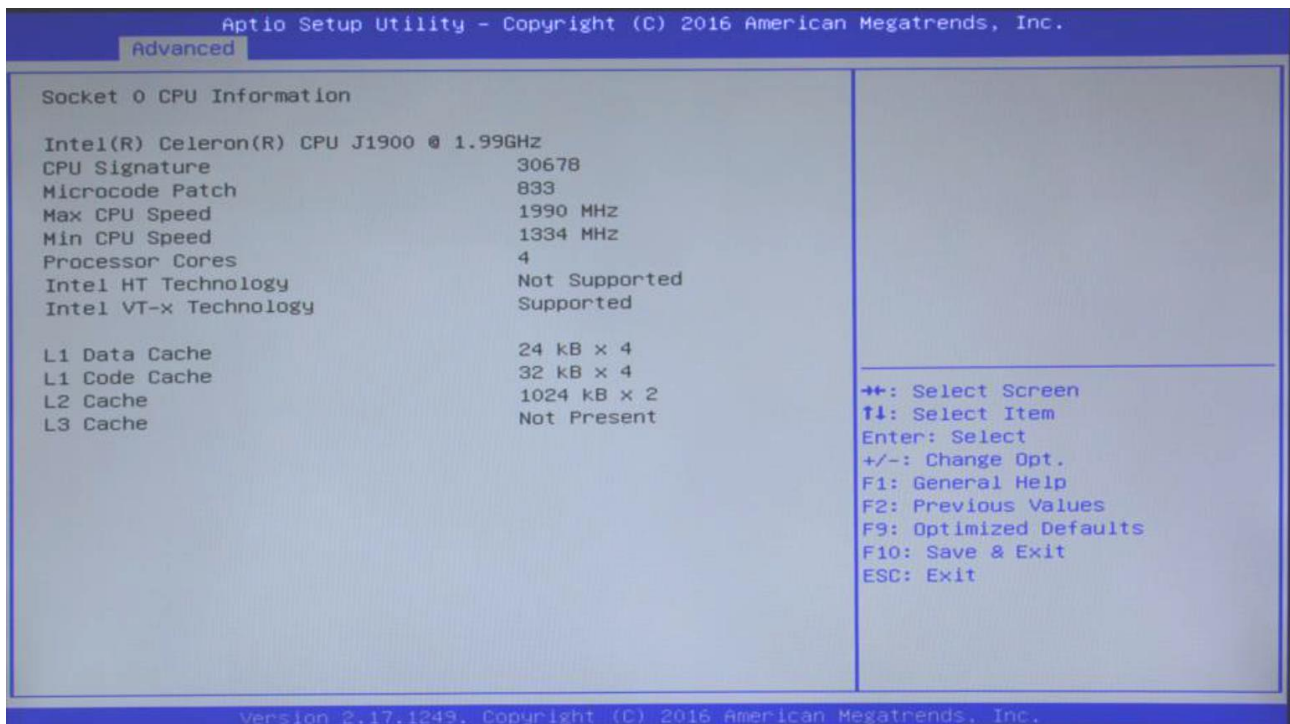 Aptio Setup Utility – Copyright (C) 2016 American Megatrends, Inc.
Advanced
Socket 0 CPU Information
Intel(R) Celeron(R) CPU J1900 @ 1.99GHz
CPU Signature 30678
Microcode Patch 833
Max CPU Speed 1990 MHz
Min CPU Speed 1334 MHz
Processor Cores 4
Intel HT Technology Not Supported
Intel VT-x Technology Supported
L1 Data Cache 24 kB x 4
L1 Code Cache 32 kB x 4
L2 Cache 1024 kB x 2
L3 Cache Not Present
→←: Select Screen
↑↓: Select Item
Enter: Select
+/-: Change Opt.
F1: General Help
F2: Previous Values
F9: Optimized Defaults
F10: Save & Exit
ESC: Exit
Version 2.17.1249. Copyright (C) 2016 American Megatrends, Inc.